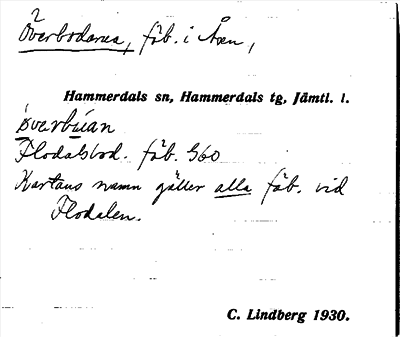 Överbodarna, fäb. i Åsen,
Hammerdals sn, Hammerdals tg, Jämtl. l.
överbúan
Flodalsbod. fäb. S60
Kartans namn gäller alla fäb. vid
Flodalen.
C. Lindberg 1930.